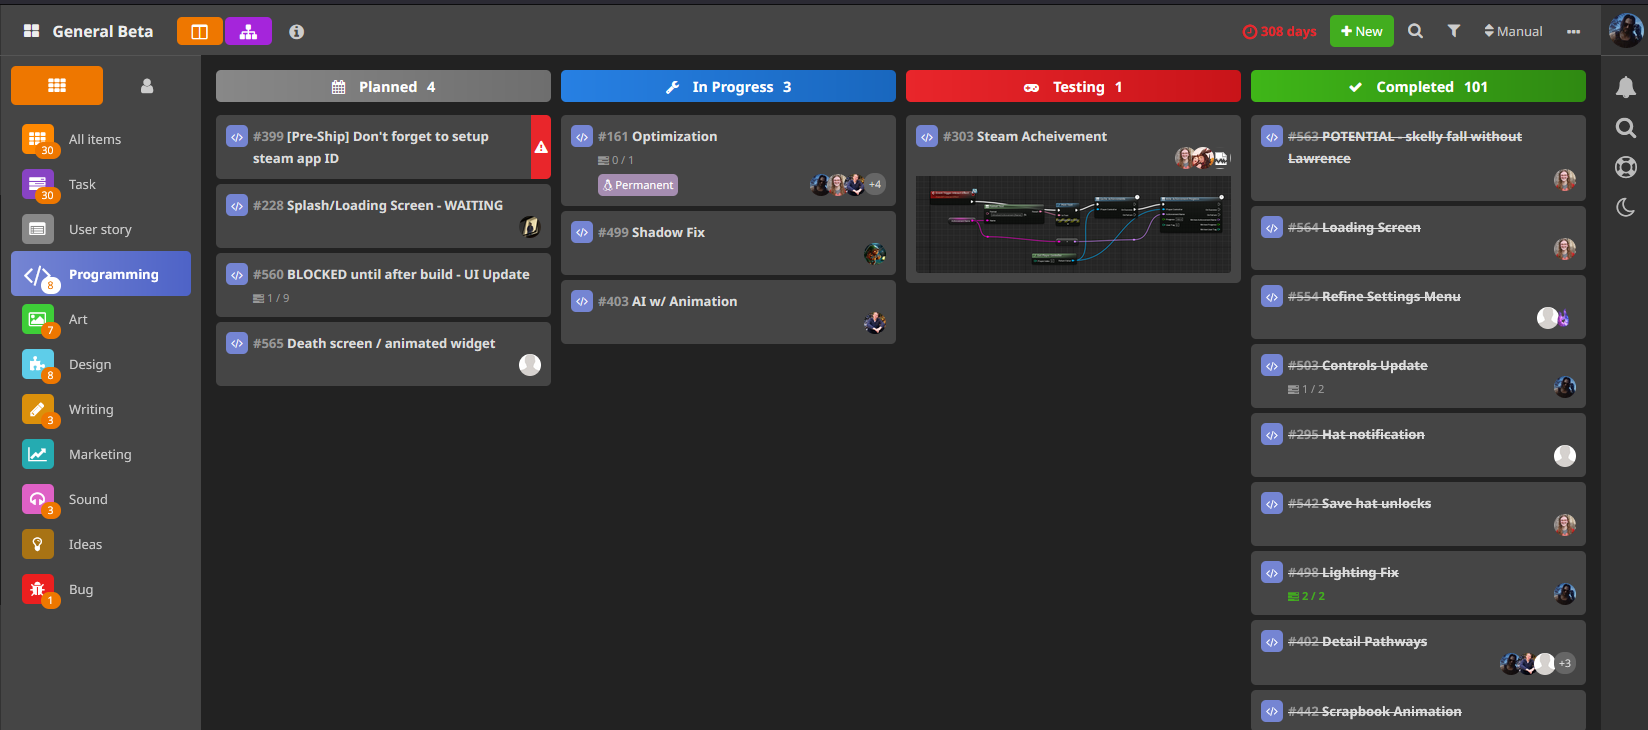 General Beta
308 days
New
Manual
All items
30
Task
30
User story
Programming
8
Art
7
Design
8
Writing
3
Marketing
Sound
3
Ideas
Bug
1
Planned 4
#399 [Pre-Ship] Don't forget to setup
steam app ID
#228 Splash/Loading Screen - WAITING
#560 BLOCKED until after build - UI Update
1 / 9
#565 Death screen / animated widget
In Progress 3
#161 Optimization
0 / 1
Permanent
+4
#499 Shadow Fix
#403 AI w/ Animation
Testing 1
#303 Steam Acheivement
Completed 101
#563 POTENTIAL - skelly fall without
Lawrence
#564 Loading Screen
#554 Refine Settings Menu
#503 Controls Update
1 / 2
#295 Hat notification
#542 Save hat unlocks
#498 Lighting Fix
2 / 2
#402 Detail Pathways
+3
#442 Scrapbook Animation